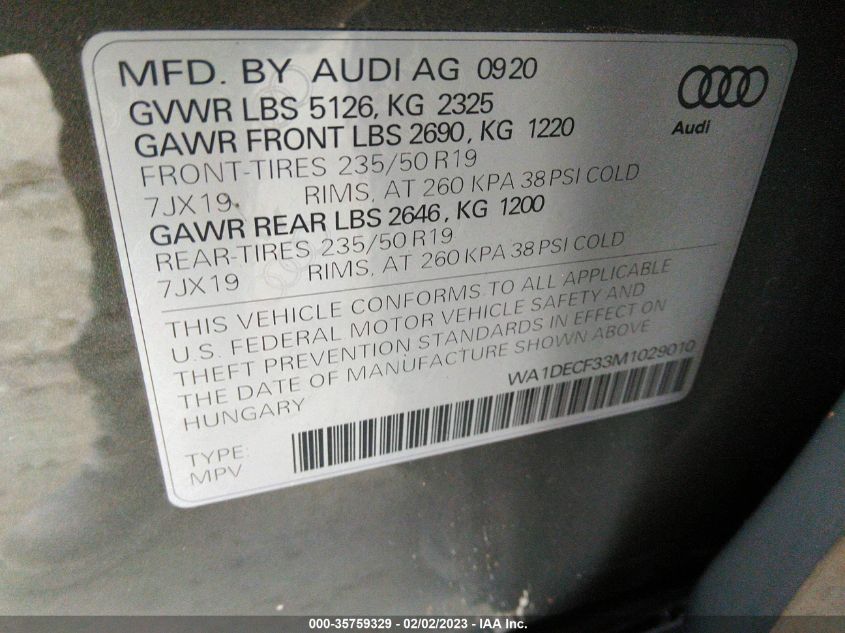 MFD. BY AUDI AG 0920
GVWR LBS 5126, KG 2325
GAWR FRONT LBS 2690, KG 1220
FRONT-TIRES 235/50 R19
7JX19 RIMS, AT 260 KPA 38 PSI COLD
GAWR REAR LBS 2646, KG 1200
REAR-TIRES 235/50 R19
7JX19 RIMS, AT 260 KPA 38 PSI COLD
Audi
THIS VEHICLE CONFORMS TO ALL APPLICABLE
U.S. FEDERAL MOTOR VEHICLE SAFETY AND
THEFT PREVENTION STANDARDS IN EFFECT ON
THE DATE OF MANUFACTURE SHOWN ABOVE
HUNGARY
WA1DECF33M1029010
TYPE:
MPV
000-35759329 - 02/02/2023 - IAA Inc.